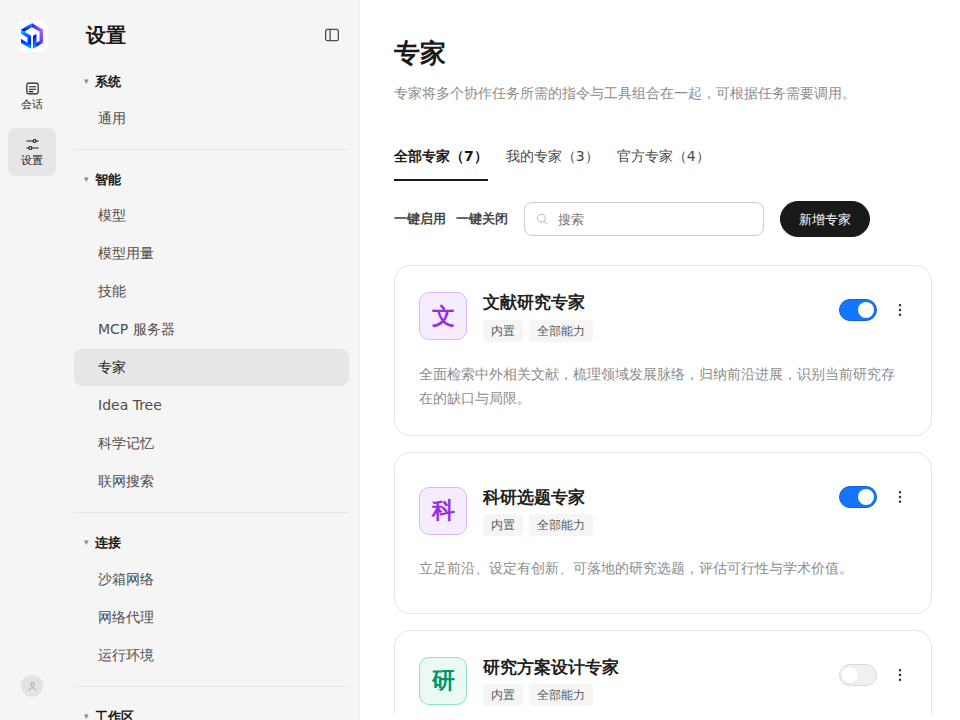 设置
会话
设置
系统
通用
智能
模型
模型用量
技能
MCP 服务器
专家
Idea Tree
科学记忆
联网搜索
连接
沙箱网络
网络代理
运行环境
工作区
专家
专家将多个协作任务所需的指令与工具组合在一起，可根据任务需要调用。
全部专家（7） 我的专家（3） 官方专家（4）
一键启用 一键关闭 搜索 新增专家
文 文献研究专家
内置 全部能力
全面检索中外相关文献，梳理领域发展脉络，归纳前沿进展，识别当前研究存
在的缺口与局限。
科 科研选题专家
内置 全部能力
立足前沿、设定有创新、可落地的研究选题，评估可行性与学术价值。
研 研究方案设计专家
内置 全部能力